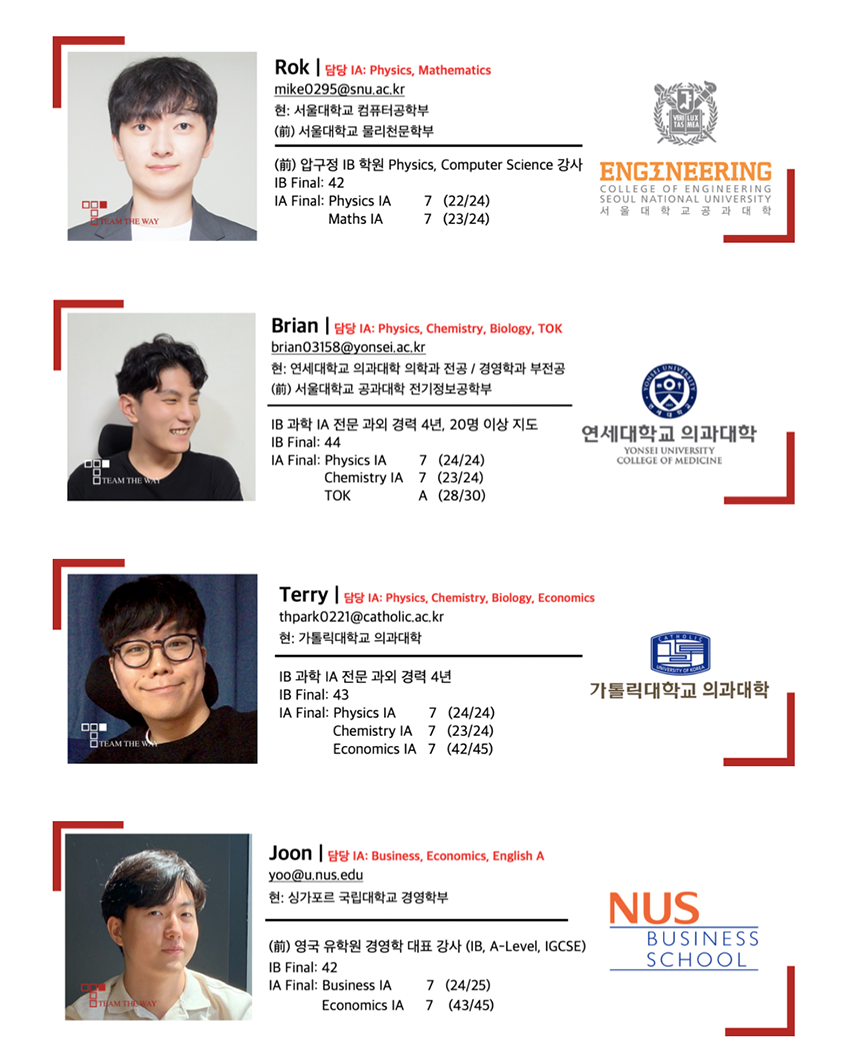 Rok | 담당 IA: Physics, Mathematics
mike0295@snu.ac.kr
현: 서울대학교 컴퓨터공학부
(前) 서울대학교 물리천문학부
(前) 압구정 IB 학원 Physics, Computer Science 강사
IB Final: 42
IA Final: Physics IA 7 (22/24)
Maths IA 7 (23/24)
TEAM THE WAY
VERI LUX
TAS MEA
ENGINEERING
COLLEGE OF ENGINEERING
SEOUL NATIONAL UNIVERSITY
서울대학교공과대학
Brian | 담당 IA: Physics, Chemistry, Biology, TOK
brian03158@yonsei.ac.kr
현: 연세대학교 의과대학 의학과 전공 / 경영학과 부전공
(前) 서울대학교 공과대학 전기정보공학부
IB 과학 IA 전문 과외 경력 4년, 20명 이상 지도
IB Final: 44
IA Final: Physics IA 7 (24/24)
Chemistry IA 7 (23/24)
TOK A (28/30)
TEAM THE WAY
YONSEI UNIVERSITY
연세대학교
연세대학교 의과대학
YONSEI UNIVERSITY
COLLEGE OF MEDICINE
Terry | 담당 IA: Physics, Chemistry, Biology, Economics
thpark0221@catholic.ac.kr
현: 가톨릭대학교 의과대학
IB 과학 IA 전문 과외 경력 4년
IB Final: 43
IA Final: Physics IA 7 (24/24)
Chemistry IA 7 (23/24)
Economics IA 7 (42/45)
TEAM THE WAY
CATHOLIC
UNIVERSITY OF KOREA
가톨릭대학교 의과대학
Joon | 담당 IA: Business, Economics, English A
yoo@u.nus.edu
현: 싱가포르 국립대학교 경영학부
(前) 영국 유학원 경영학 대표 강사 (IB, A-Level, IGCSE)
IB Final: 42
IA Final: Business IA 7 (24/25)
Economics IA 7 (43/45)
TEAM THE WAY
NUS
BUSINESS
SCHOOL